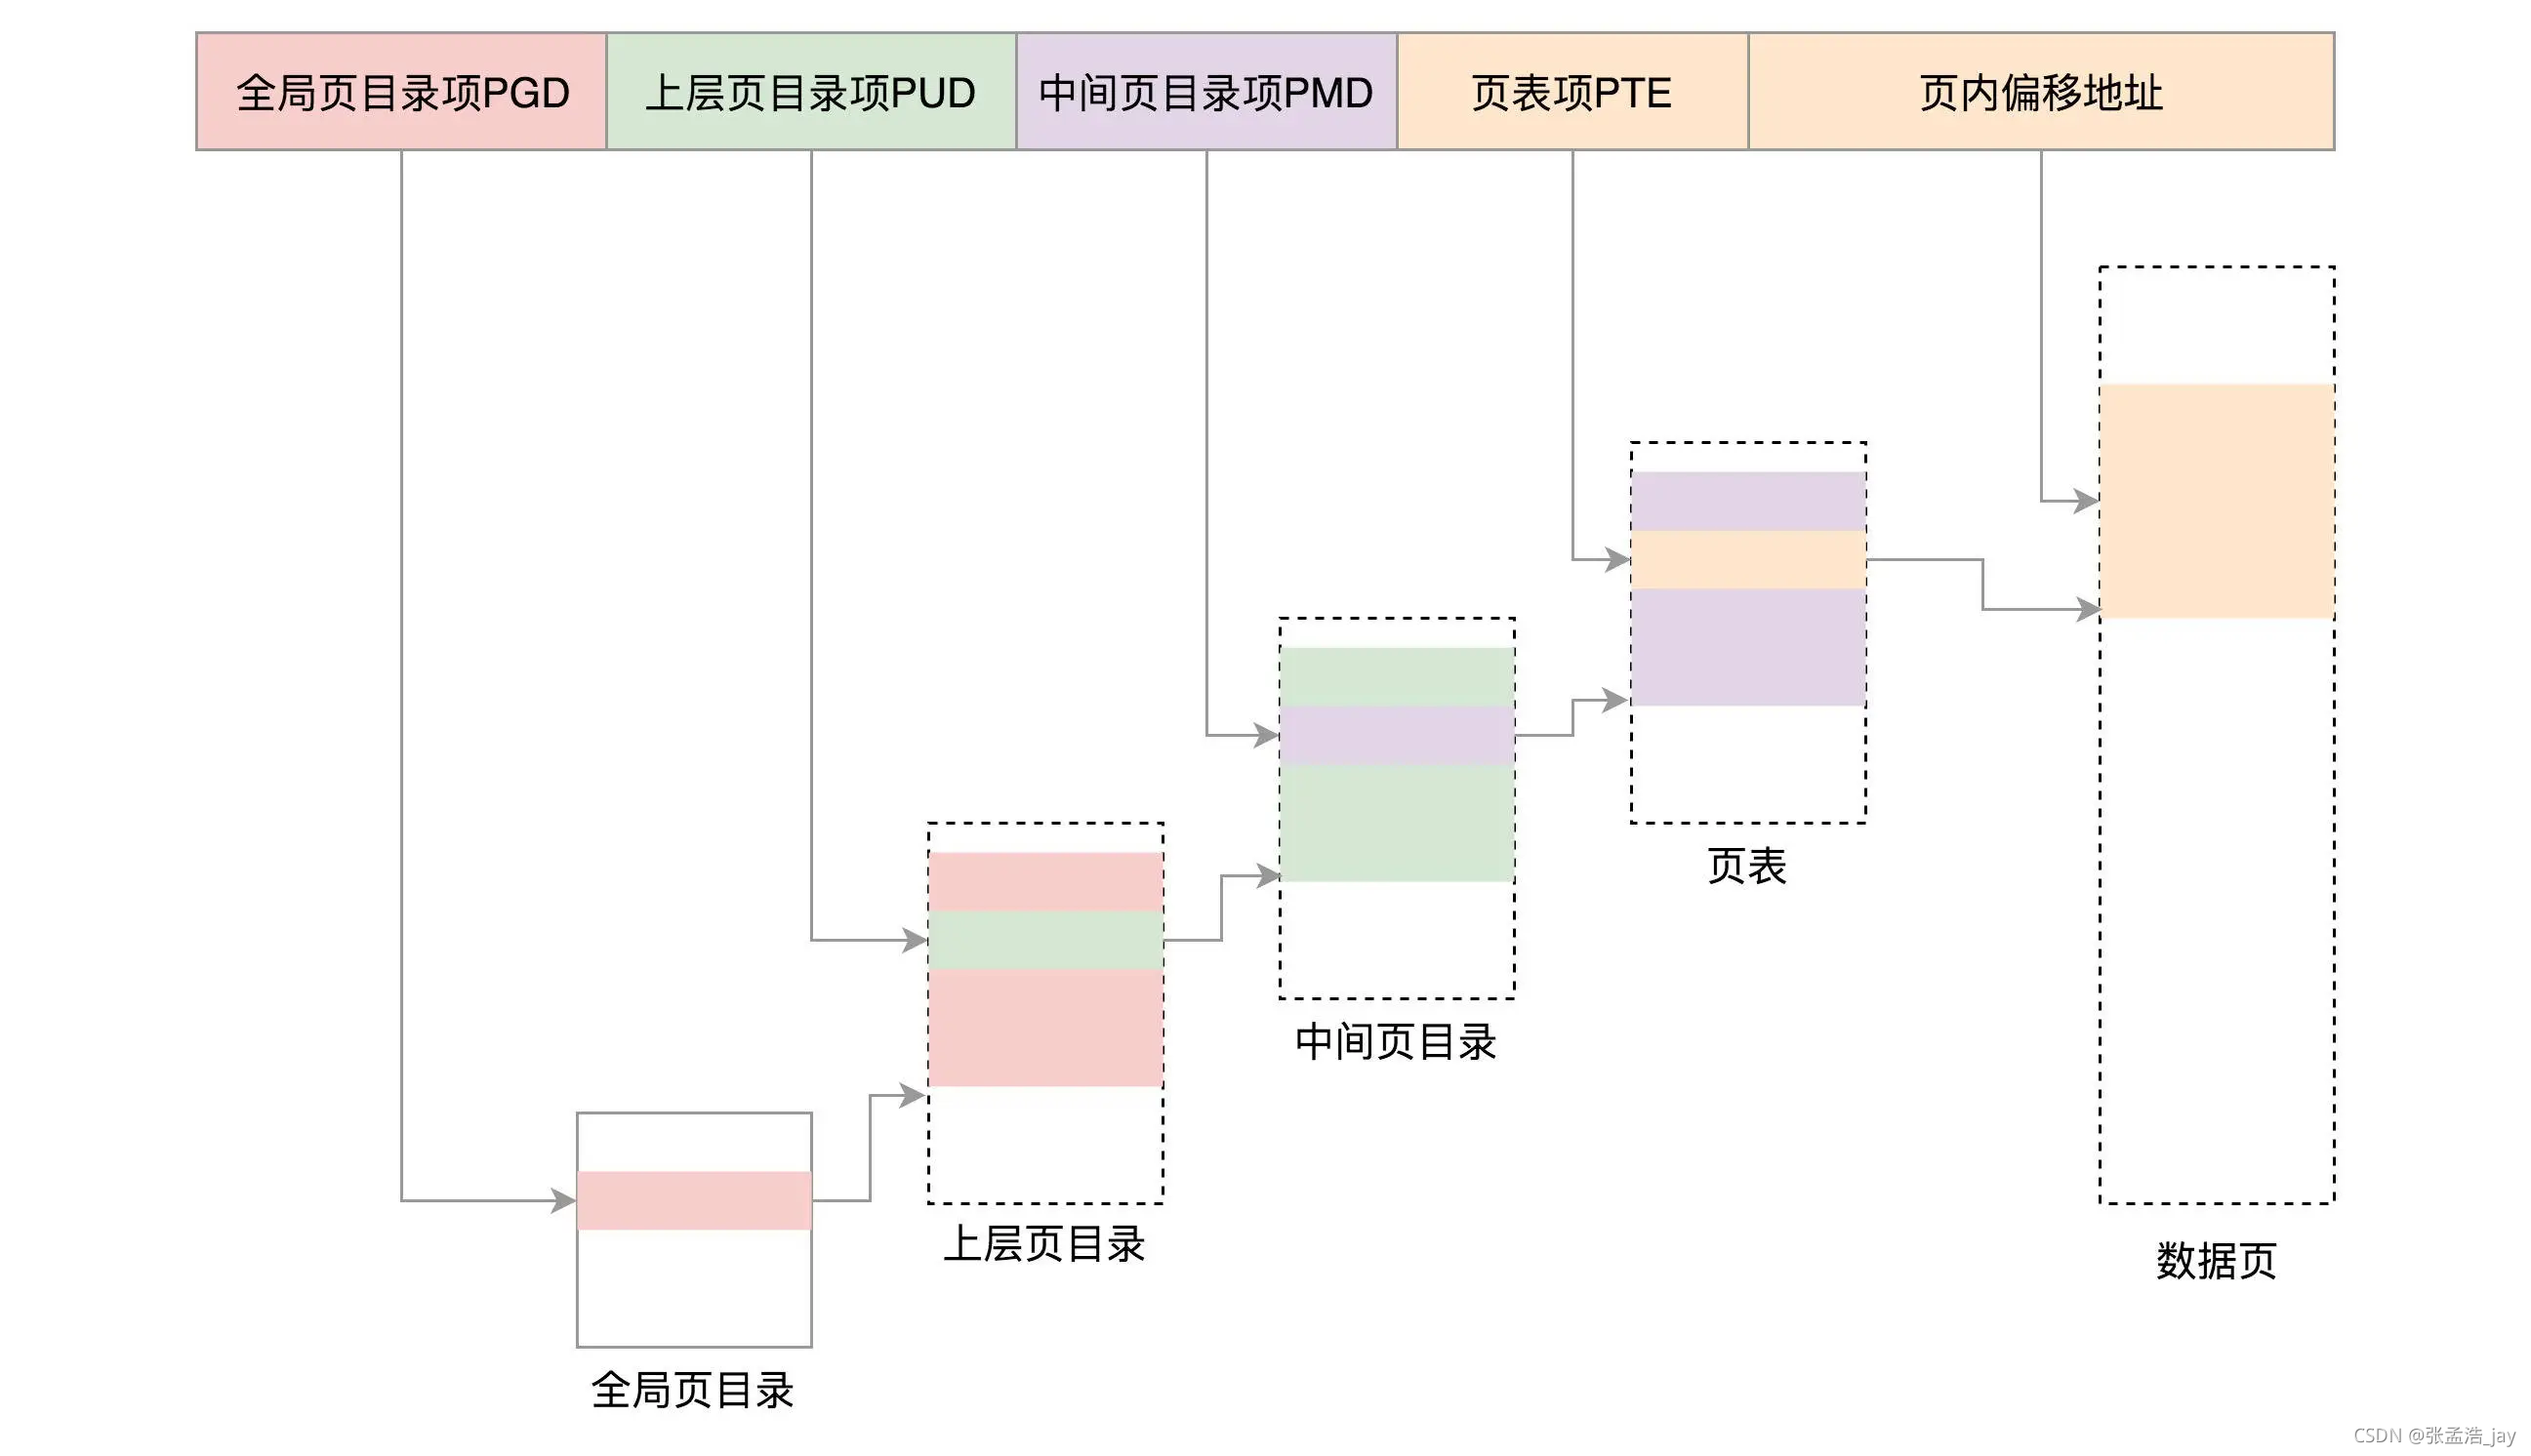 全局页目录项PGD
上层页目录项PUD
中间页目录项PMD
页表项PTE
页内偏移地址
页表
中间页目录
上层页目录
数据页
全局页目录
CSDN @张孟浩_jay